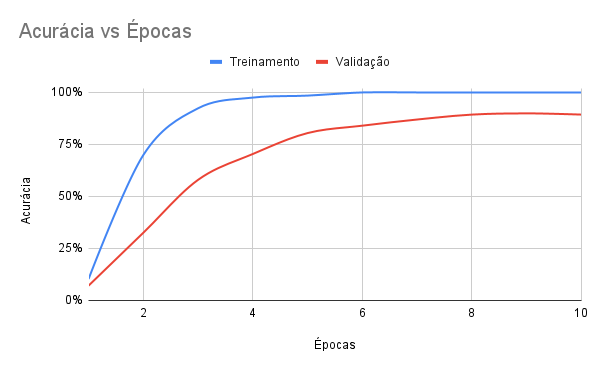 Acurácia vs Épocas
Treinamento Validação
100%
75%
50%
25%
0%
Acurácia
2 4 6 8 10
Épocas